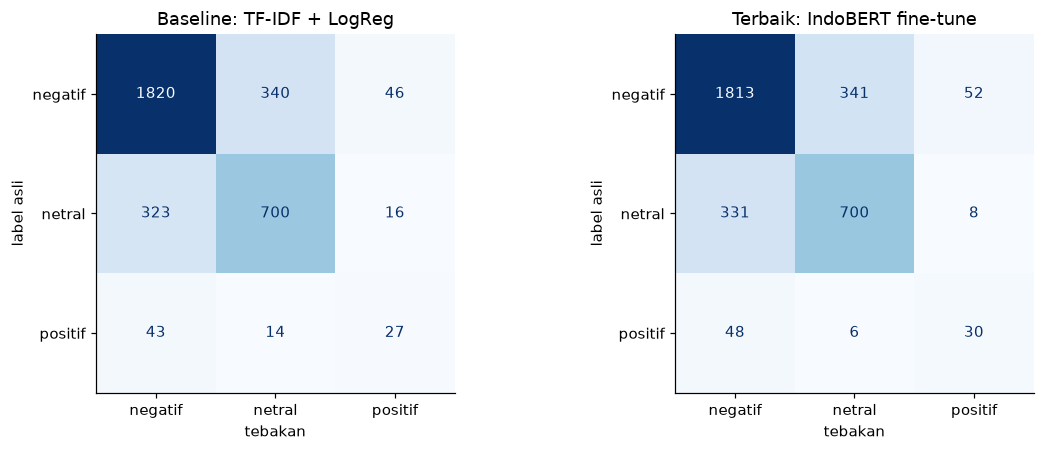 Baseline: TF-IDF + LogReg
label asli
negatif 1820 340 46
netral 323 700 16
positif 43 14 27
negatif netral positif
tebakan
Terbaik: IndoBERT fine-tune
label asli
negatif 1813 341 52
netral 331 700 8
positif 48 6 30
negatif netral positif
tebakan